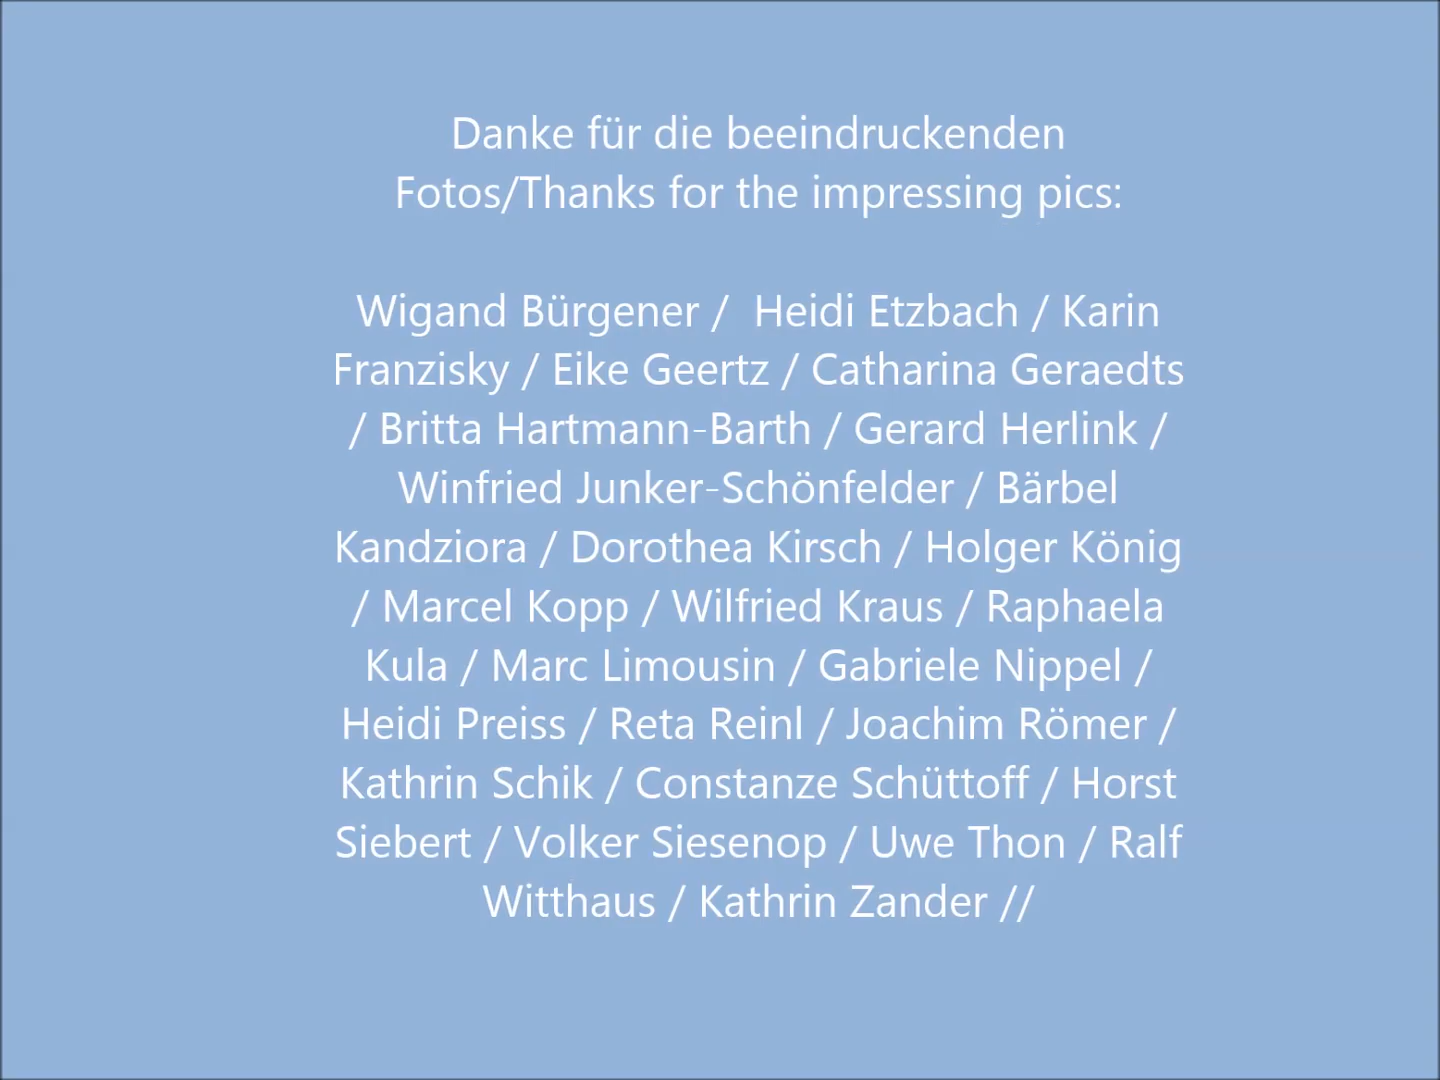 Danke für die beeindruckenden
Fotos/Thanks for the impressing pics:
Wigand Bürgener /  Heidi Etzbach / Karin
Franzisky / Eike Geertz / Catharina Geraedts
/ Britta Hartmann-Barth / Gerard Herlink /
Winfried Junker-Schönfelder / Bärbel
Kandziora / Dorothea Kirsch / Holger König
/ Marcel Kopp / Wilfried Kraus / Raphaela
Kula / Marc Limousin / Gabriele Nippel /
Heidi Preiss / Reta Reinl / Joachim Römer /
Kathrin Schik / Constanze Schüttoff / Horst
Siebert / Volker Siesenop / Uwe Thon / Ralf
Witthaus / Kathrin Zander //